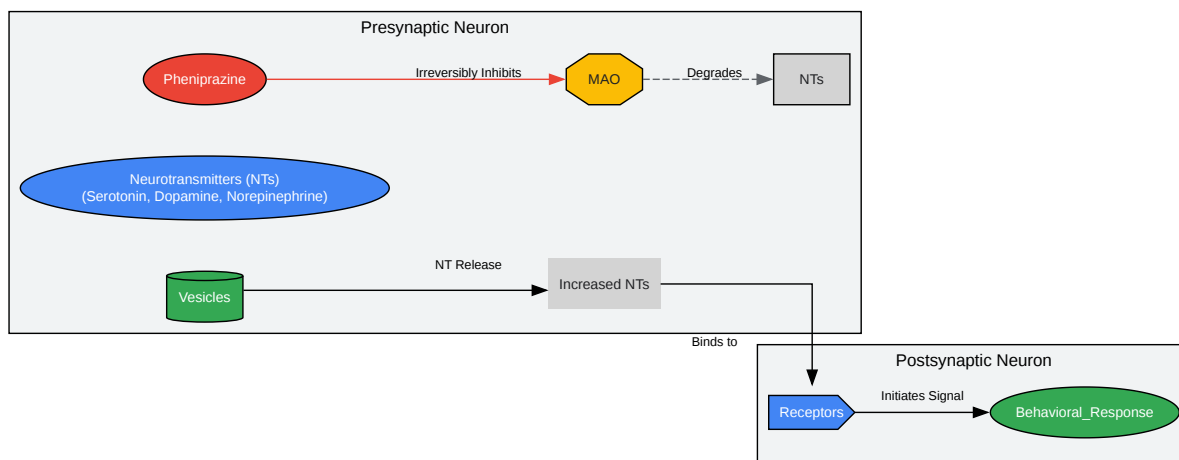 Presynaptic Neuron
Pheniprazine
Irreversibly Inhibits
MAO
Degrades
NTs
Neurotransmitters (NTs)
(Serotonin, Dopamine, Norepinephrine)
Vesicles
NT Release
Increased NTs
Binds to
Postsynaptic Neuron
Receptors
Initiates Signal
Behavioral_Response